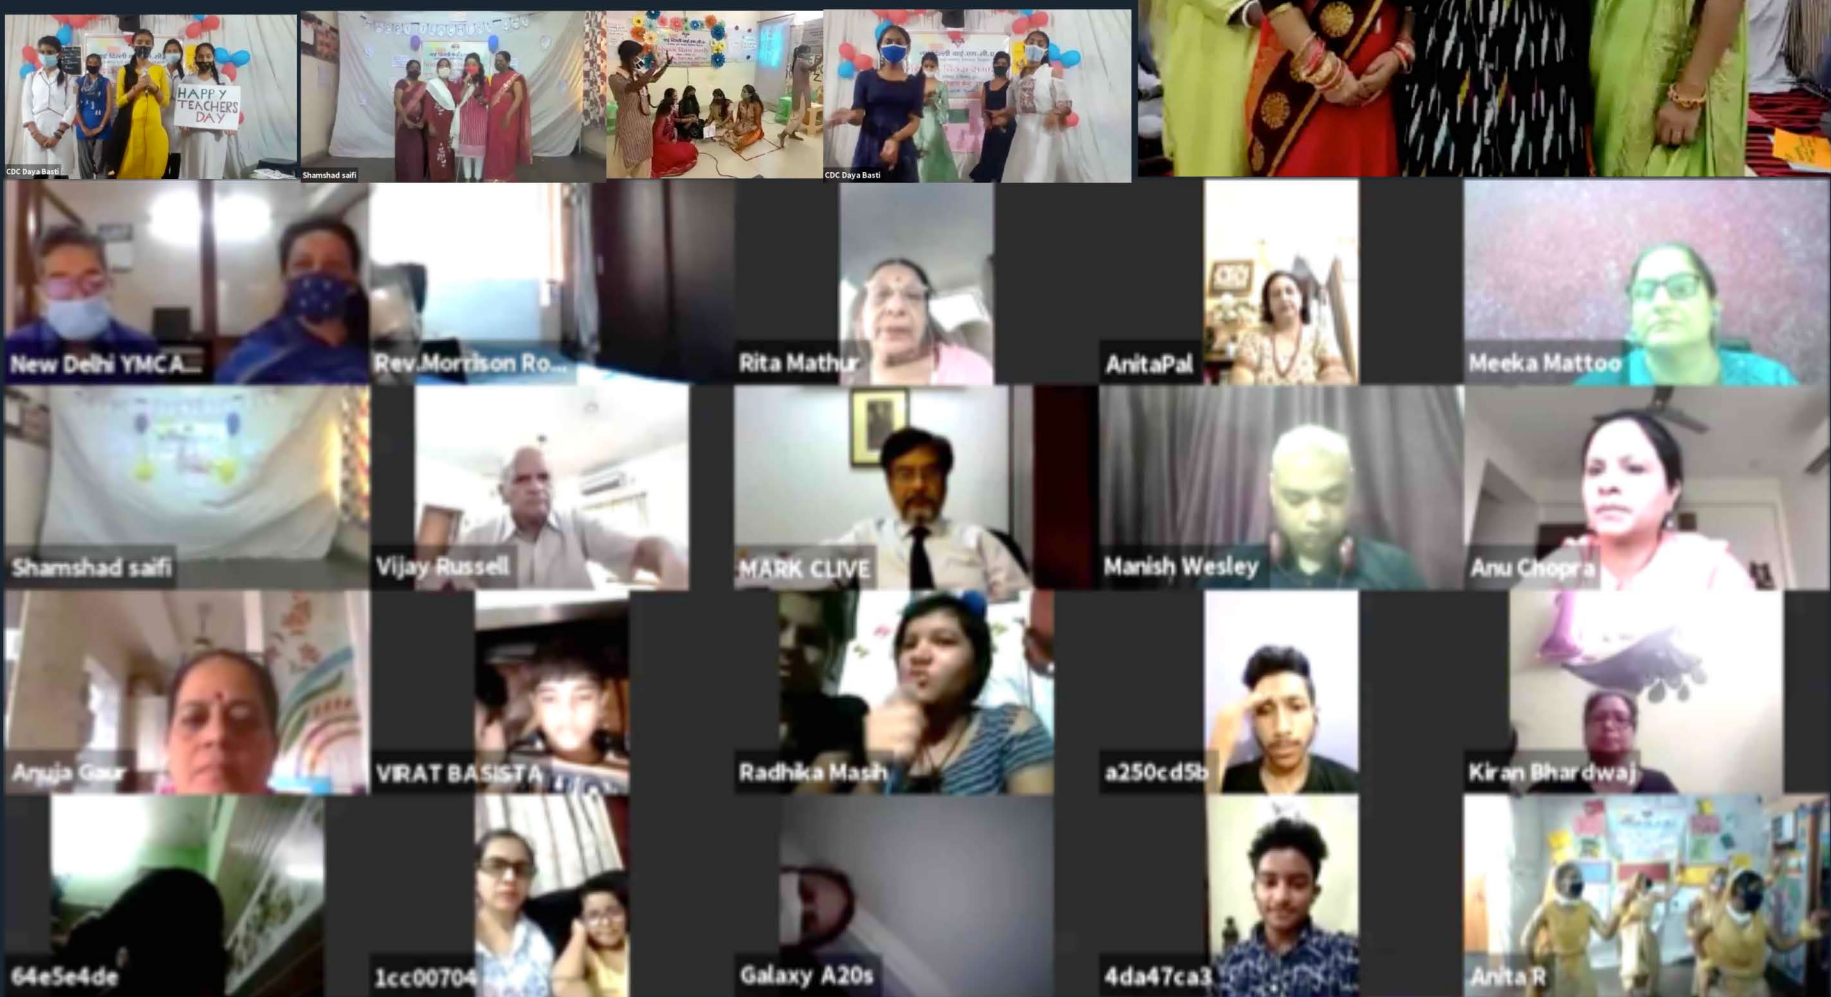 HAPPY
TEACHERS
DAY
CDC Daya Basti
Shamshad saifi
CDC Daya Basti
New Delhi YMCA...
Rev.Morrison Ro...
Rita Mathur
AnitaPal
Meeka Mattoo
Shamshad saifi
Vijay Russell
MARK CLIVE
Manish Wesley
Anu Chopra
Anuja Gaur
VIRAT BASISTA
Radhika Masih
a250cd5b
Kiran Bhardwaj
64e5e4de
1cc00704
Galaxy A20s
4da47ca3
Anita R